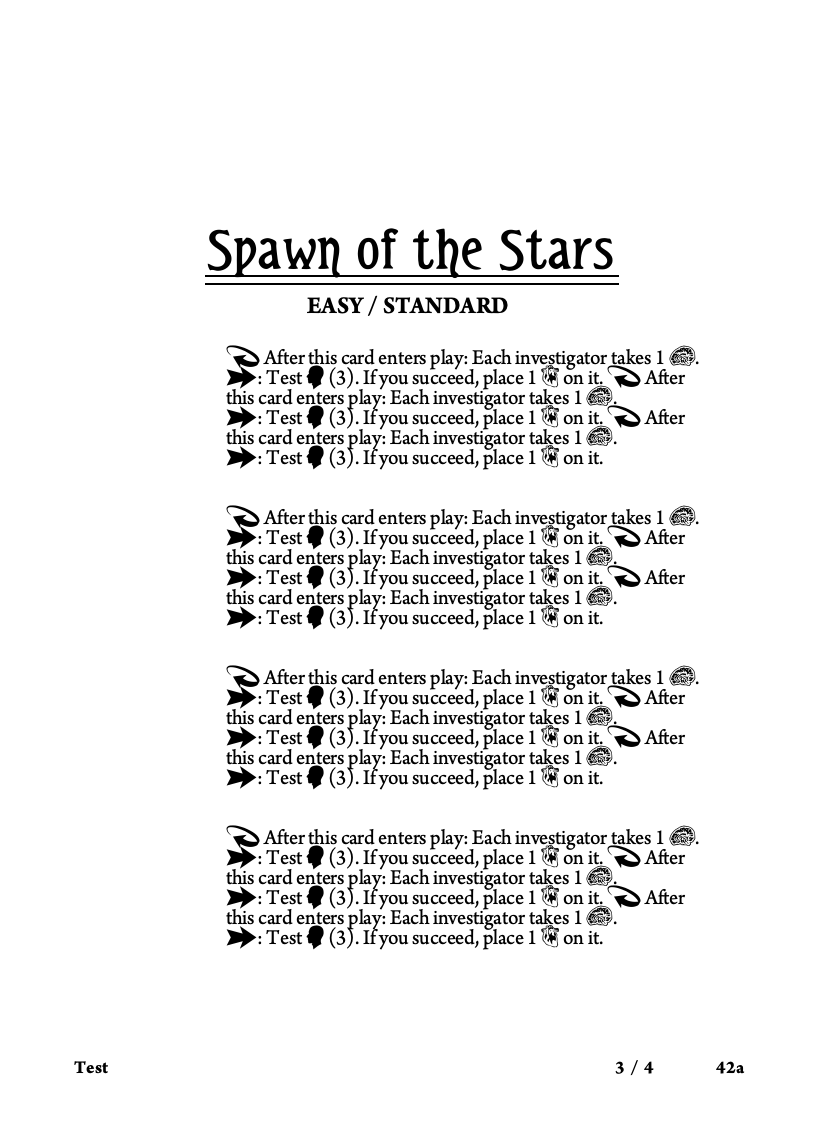 Spawn of the Stars
EASY / STANDARD
After this card enters play: Each investigator takes 1 .
: Test (3). If you succeed, place 1 on it. After
this card enters play: Each investigator takes 1 .
: Test (3). If you succeed, place 1 on it. After
this card enters play: Each investigator takes 1 .
: Test (3). If you succeed, place 1 on it.
After this card enters play: Each investigator takes 1 .
: Test (3). If you succeed, place 1 on it. After
this card enters play: Each investigator takes 1 .
: Test (3). If you succeed, place 1 on it. After
this card enters play: Each investigator takes 1 .
: Test (3). If you succeed, place 1 on it.
After this card enters play: Each investigator takes 1 .
: Test (3). If you succeed, place 1 on it. After
this card enters play: Each investigator takes 1 .
: Test (3). If you succeed, place 1 on it. After
this card enters play: Each investigator takes 1 .
: Test (3). If you succeed, place 1 on it.
After this card enters play: Each investigator takes 1 .
: Test (3). If you succeed, place 1 on it. After
this card enters play: Each investigator takes 1 .
: Test (3). If you succeed, place 1 on it. After
this card enters play: Each investigator takes 1 .
: Test (3). If you succeed, place 1 on it.
Test 3 / 4 42a